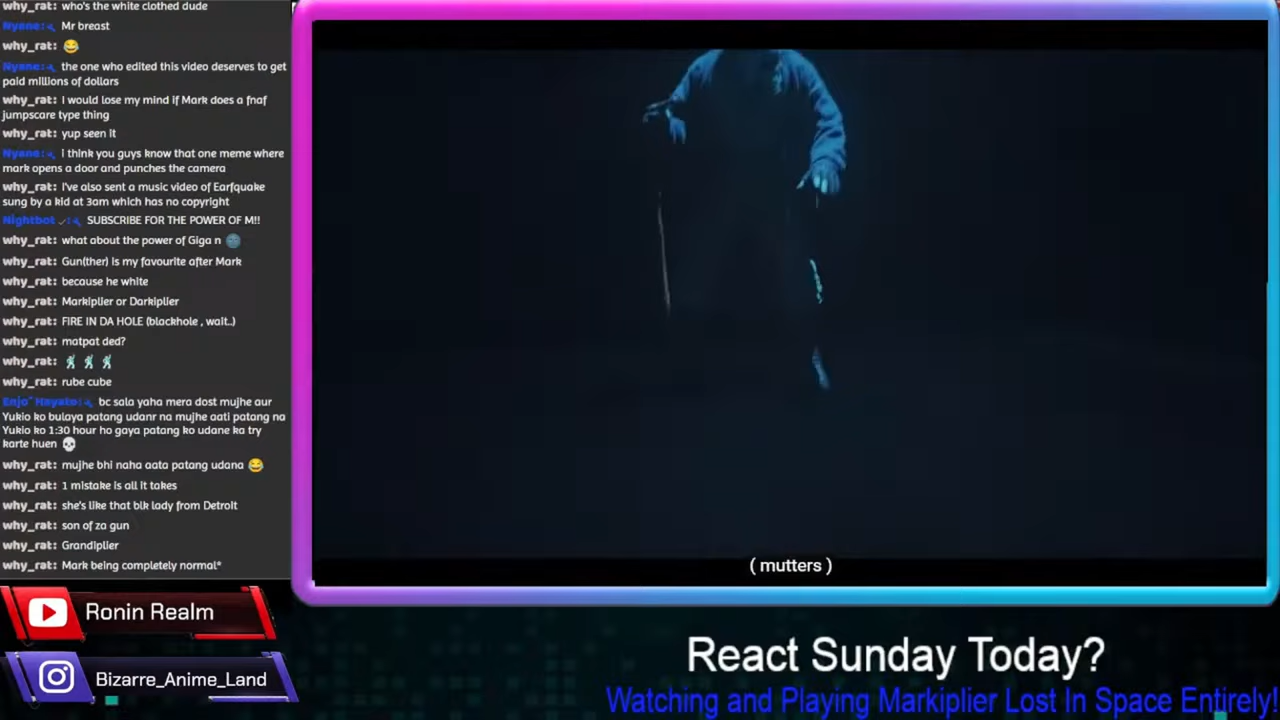 why_rat: who's the white clothed dude
Nyane: Mr breast
why_rat: 😂
Nyane: the one who edited this video deserves to get
paid millions of dollars
why_rat: I would lose my mind if Mark does a fnaf
jumpscare type thing
why_rat: yup seen it
Nyane: i think you guys know that one meme where
mark opens a door and punches the camera
why_rat: I've also sent a music video of Earfquake
sung by a kid at 3am which has no copyright
Nightbot: SUBSCRIBE FOR THE POWER OF M!!
why_rat: what about the power of Giga n 🌚
why_rat: Gun(ther) is my favourite after Mark
why_rat: because he white
why_rat: Markiplier or Darkiplier
why_rat: FIRE IN DA HOLE (blackhole , wait..)
why_rat: matpat ded?
why_rat: 🕺 🕺 🕺
why_rat: rube cube
Enjo~Hayato: bc sala yaha mera dost mujhe aur
Yukio ko bulaya patang udanr na mujhe aati patang na
Yukio ko 1:30 hour ho gaya patang ko udane ka try
karte huen 💀
why_rat: mujhe bhi naha aata patang udana 😂
why_rat: 1 mistake is all it takes
why_rat: she's like that blk lady from Detroit
why_rat: son of za gun
why_rat: Grandiplier
why_rat: Mark being completely normal*
( mutters )
Ronin Realm
Bizarre_Anime_Land
React Sunday Today?
Watching and Playing Markiplier Lost In Space Entirely!